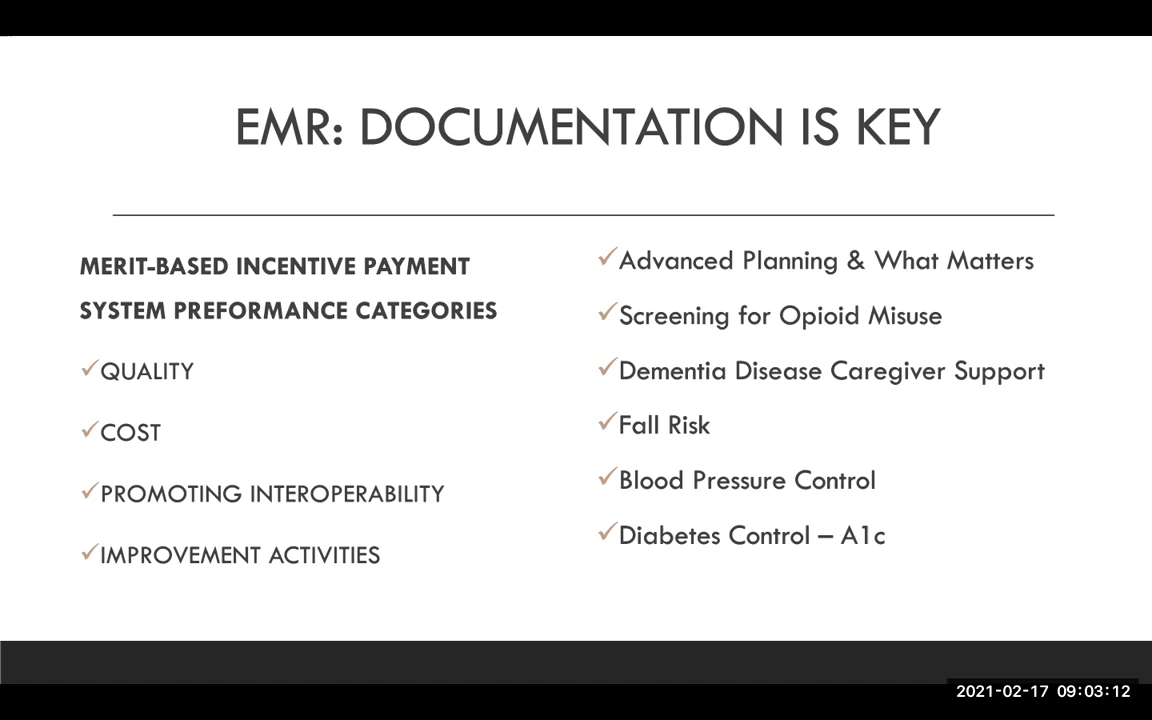 EMR: DOCUMENTATION IS KEY
MERIT-BASED INCENTIVE PAYMENT
SYSTEM PREFORMANCE CATEGORIES
✓QUALITY
✓COST
✓PROMOTING INTEROPERABILITY
✓IMPROVEMENT ACTIVITIES
✓Advanced Planning & What Matters
✓Screening for Opioid Misuse
✓Dementia Disease Caregiver Support
✓Fall Risk
✓Blood Pressure Control
✓Diabetes Control – A1c
2021-02-17 09:03:12